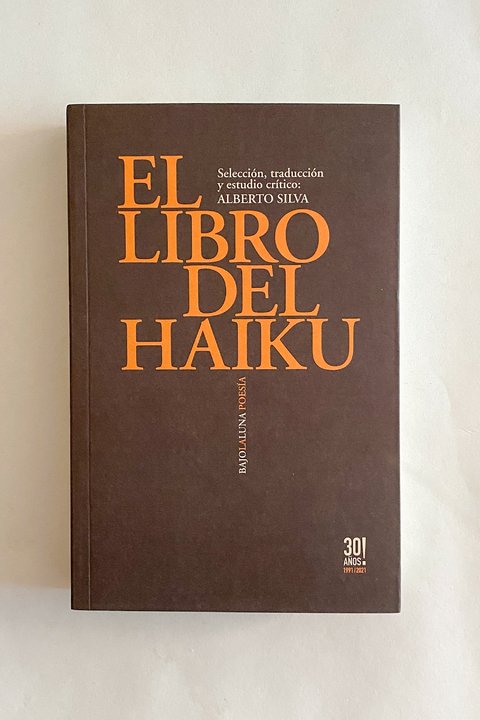 EL
Selección, traducción
y estudio crítico:
ALBERTO SILVA
LIBRO
DEL
HAIKU
BAJOLALUNA POESÍA
30!
AÑOS
1991/2021